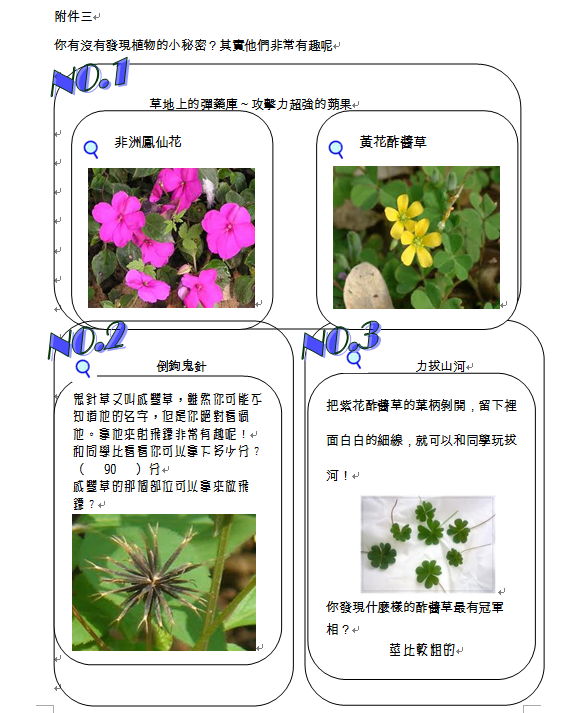 附件三
你有沒有發現植物的小秘密？其實他們非常有趣呢
NO.1
草地上的彈藥庫～攻擊力超強的蒴果
非洲鳳仙花
黃花酢醬草
NO.2
倒鉤鬼針
鬼針草又叫咸豐草，雖然你可能不
知道他的名字，但是你絕對看過
他。拿他來射飛鏢非常有趣呢！
和同學比看看你可以拿下多少分？
（ 90 ）分
咸豐草的那個部位可以拿來做飛
鏢？
NO.3
力拔山河
把紫花酢醬草的葉柄剝開，留下裡
面白白的細線，就可以和同學玩拔
河！
你發現什麼樣的酢醬草最有冠軍
相？
莖比較粗的